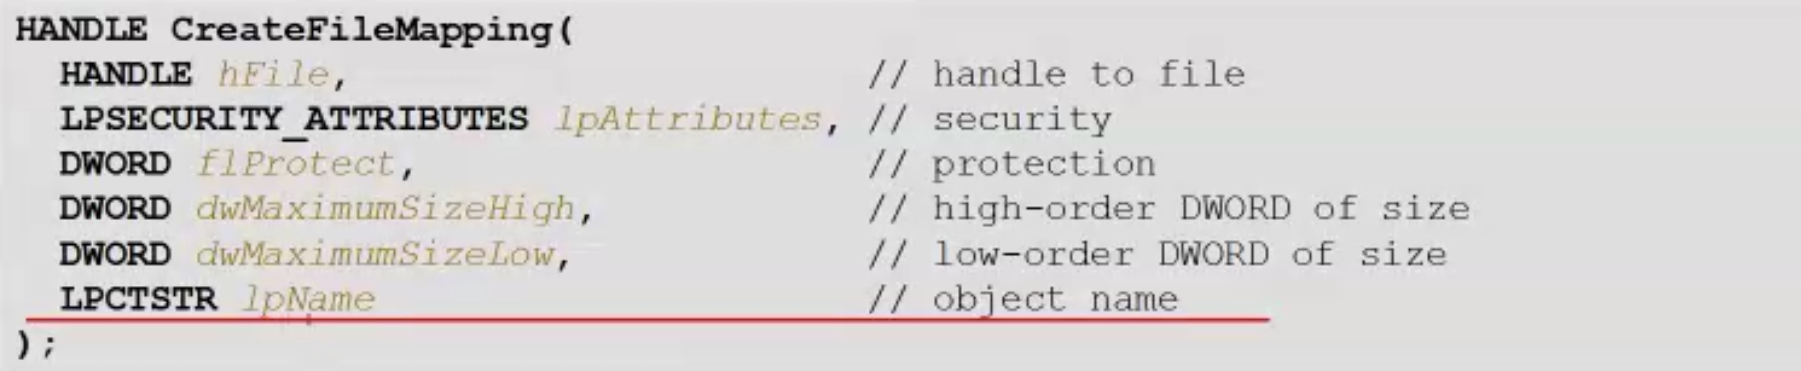 HANDLE CreateFileMapping(
HANDLE hFile, // handle to file
LPSECURITY_ATTRIBUTES lpAttributes, // security
DWORD flProtect, // protection
DWORD dwMaximumSizeHigh, // high-order DWORD of size
DWORD dwMaximumSizeLow, // low-order DWORD of size
LPCTSTR lpName // object name
);